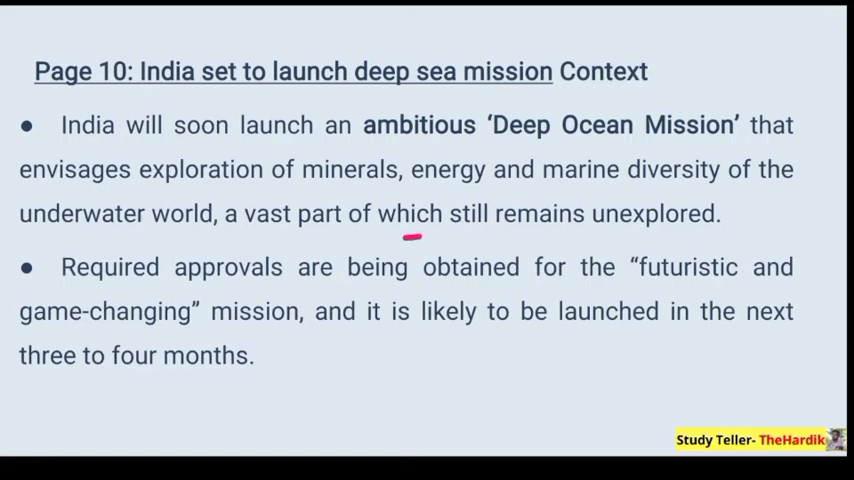 Page 10: India set to launch deep sea mission Context
● India will soon launch an ambitious ‘Deep Ocean Mission’ that
envisages exploration of minerals, energy and marine diversity of the
underwater world, a vast part of which still remains unexplored.
● Required approvals are being obtained for the “futuristic and
game-changing” mission, and it is likely to be launched in the next
three to four months.
Study Teller- TheHardik